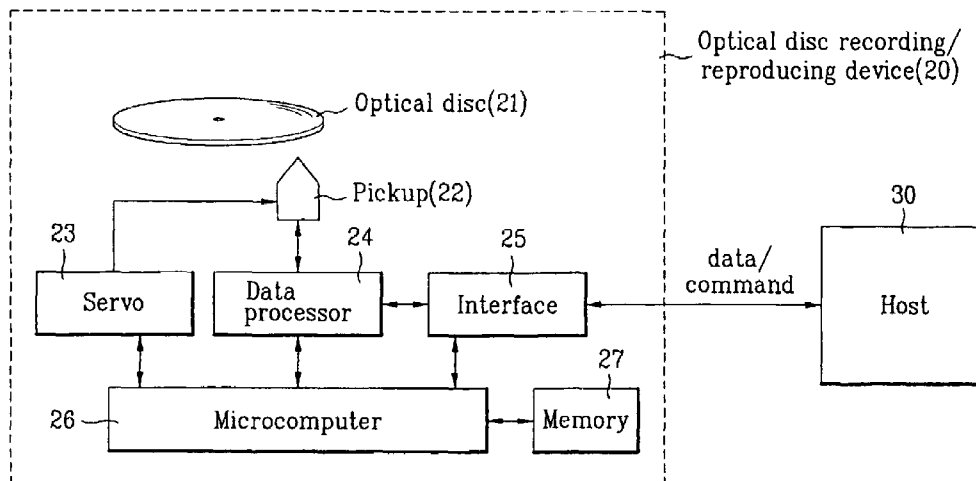 Optical disc recording/
reproducing device(20)
Optical disc(21)
Pickup(22)
23
24
25
30
Servo
Data
processor
Interface
data/
command
Host
26
Microcomputer
27
Memory